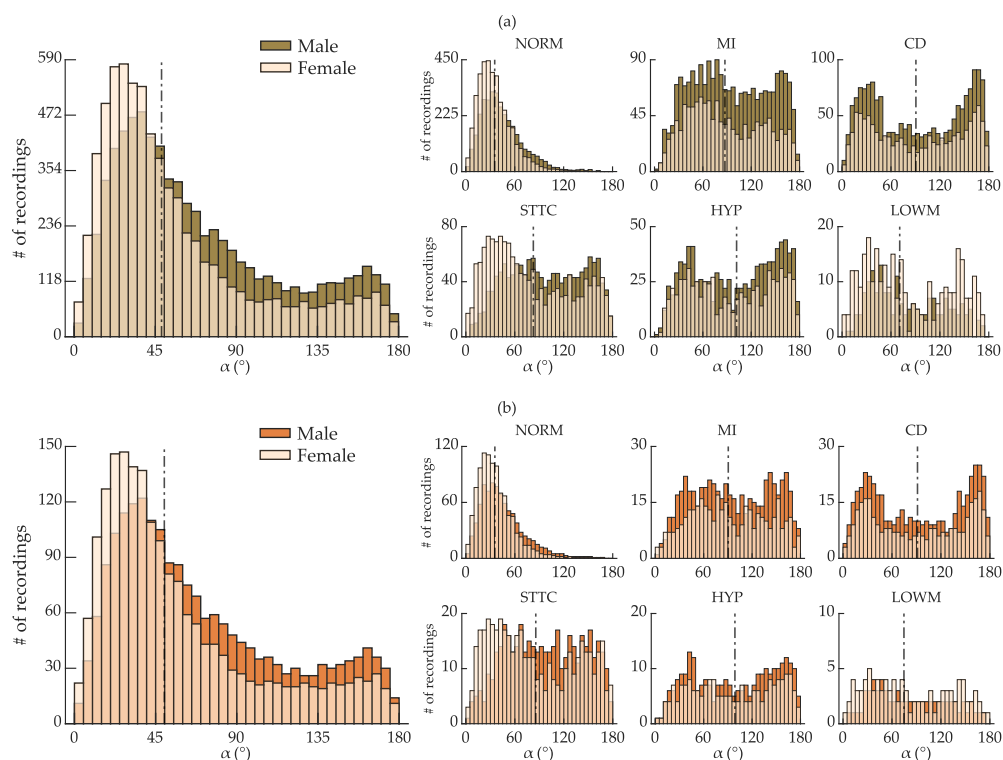 (a)
Male
Female
# of recordings
590
472
354
236
118
0
0 45 90 135 180
α (°)
NORM
# of recordings
450
225
0
0 60 120 180
MI
90
45
0
0 60 120 180
CD
100
50
0
0 60 120 180
STTC
# of recordings
80
40
0
0 60 120 180
α (°)
HYP
50
25
0
0 60 120 180
α (°)
LOWM
20
10
0
0 60 120 180
α (°)
(b)
Male
Female
# of recordings
150
120
90
60
30
0
0 45 90 135 180
α (°)
NORM
# of recordings
120
60
0
0 60 120 180
MI
30
15
0
0 60 120 180
CD
30
15
0
0 60 120 180
STTC
# of recordings
20
10
0
0 60 120 180
α (°)
HYP
20
10
0
0 60 120 180
α (°)
LOWM
10
5
0
0 60 120 180
α (°)